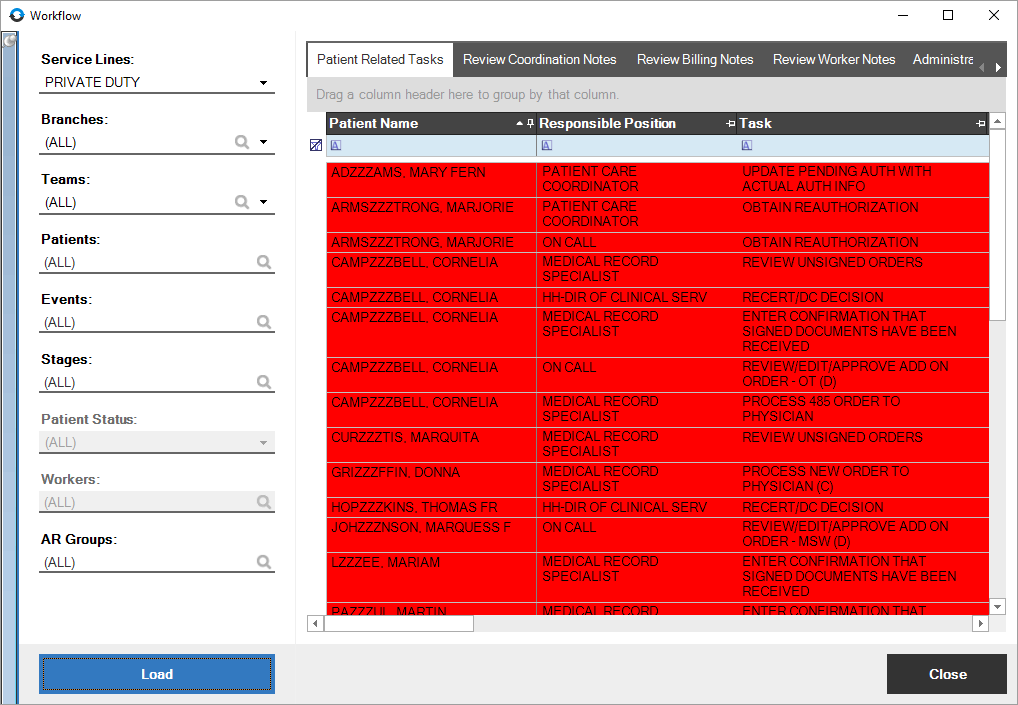 Workflow
Service Lines:
PRIVATE DUTY
Branches:
(ALL)
Teams:
(ALL)
Patients:
(ALL)
Events:
(ALL)
Stages:
(ALL)
Patient Status:
(ALL)
Workers:
(ALL)
AR Groups:
(ALL)
Load
Patient Related Tasks Review Coordination Notes Review Billing Notes Review Worker Notes Administra
Drag a column header here to group by that column.
Patient Name Responsible Position Task
A A A
ADZZZAMS, MARY FERN PATIENT CARE UPDATE PENDING AUTH WITH
COORDINATOR ACTUAL AUTH INFO
ARMSZZZTRONG, MARJORIE PATIENT CARE OBTAIN REAUTHORIZATION
COORDINATOR
ARMSZZZTRONG, MARJORIE ON CALL OBTAIN REAUTHORIZATION
CAMPZZZBELL, CORNELIA MEDICAL RECORD REVIEW UNSIGNED ORDERS
SPECIALIST
CAMPZZZBELL, CORNELIA HH-DIR OF CLINICAL SERV RECERT/DC DECISION
CAMPZZZBELL, CORNELIA MEDICAL RECORD ENTER CONFIRMATION THAT
SPECIALIST SIGNED DOCUMENTS HAVE BEEN
RECEIVED
CAMPZZZBELL, CORNELIA ON CALL REVIEW/EDIT/APPROVE ADD ON
ORDER - OT (D)
CAMPZZZBELL, CORNELIA MEDICAL RECORD PROCESS 485 ORDER TO
SPECIALIST PHYSICIAN
CURZZZTIS, MARQUITA MEDICAL RECORD REVIEW UNSIGNED ORDERS
SPECIALIST
GRIZZZFFIN, DONNA MEDICAL RECORD PROCESS NEW ORDER TO
SPECIALIST PHYSICIAN (C)
HOPZZZKINS, THOMAS FR HH-DIR OF CLINICAL SERV RECERT/DC DECISION
JOHZZZNSON, MARQUESS F ON CALL REVIEW/EDIT/APPROVE ADD ON
ORDER - MSW (D)
LZZZEE, MARIAM MEDICAL RECORD ENTER CONFIRMATION THAT
SPECIALIST SIGNED DOCUMENTS HAVE BEEN
RECEIVED
PAZZZUL, MARTIN MEDICAL RECORD ENTER CONFIRMATION THAT
Close